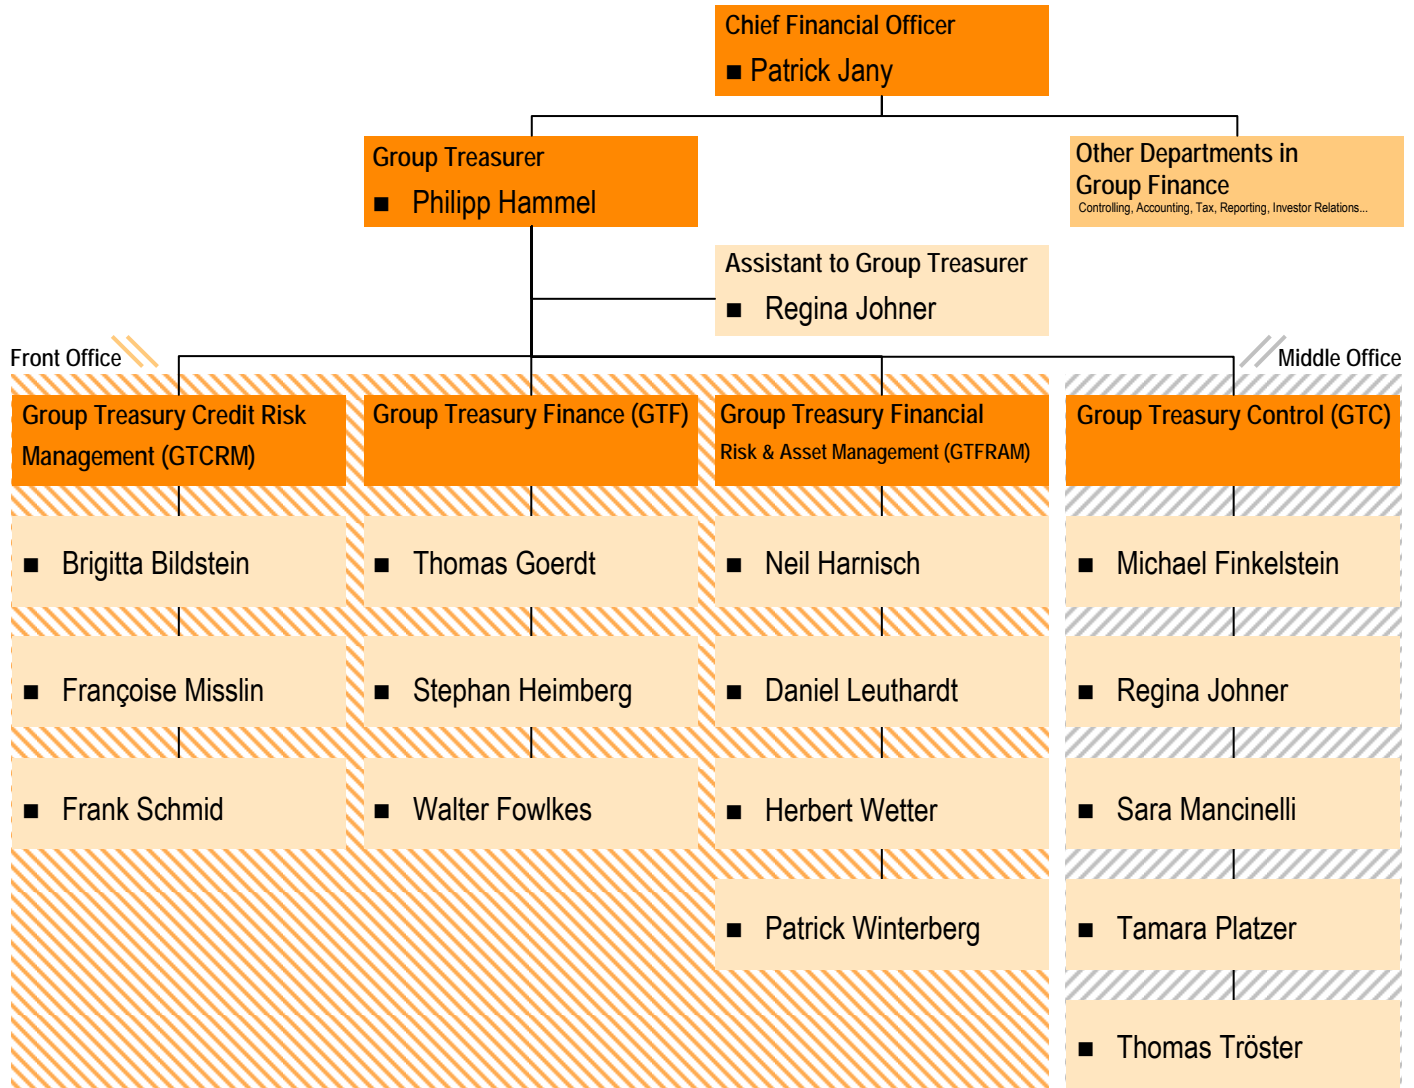 Chief Financial Officer
■ Patrick Jany
Group Treasurer
■ Philipp Hammel
Other Departments in
Group Finance
Controlling, Accounting, Tax, Reporting, Investor Relations...
Assistant to Group Treasurer
■ Regina Johner
Front Office
Middle Office
Group Treasury Credit Risk
Management (GTCRM)
■ Brigitta Bildstein
■ Françoise Misslin
■ Frank Schmid
Group Treasury Finance (GTF)
■ Thomas Goerdt
■ Stephan Heimberg
■ Walter Fowlkes
Group Treasury Financial
Risk & Asset Management (GTFRAM)
■ Neil Harnisch
■ Daniel Leuthardt
■ Herbert Wetter
■ Patrick Winterberg
Group Treasury Control (GTC)
■ Michael Finkelstein
■ Regina Johner
■ Sara Mancinelli
■ Tamara Platzer
■ Thomas Tröster